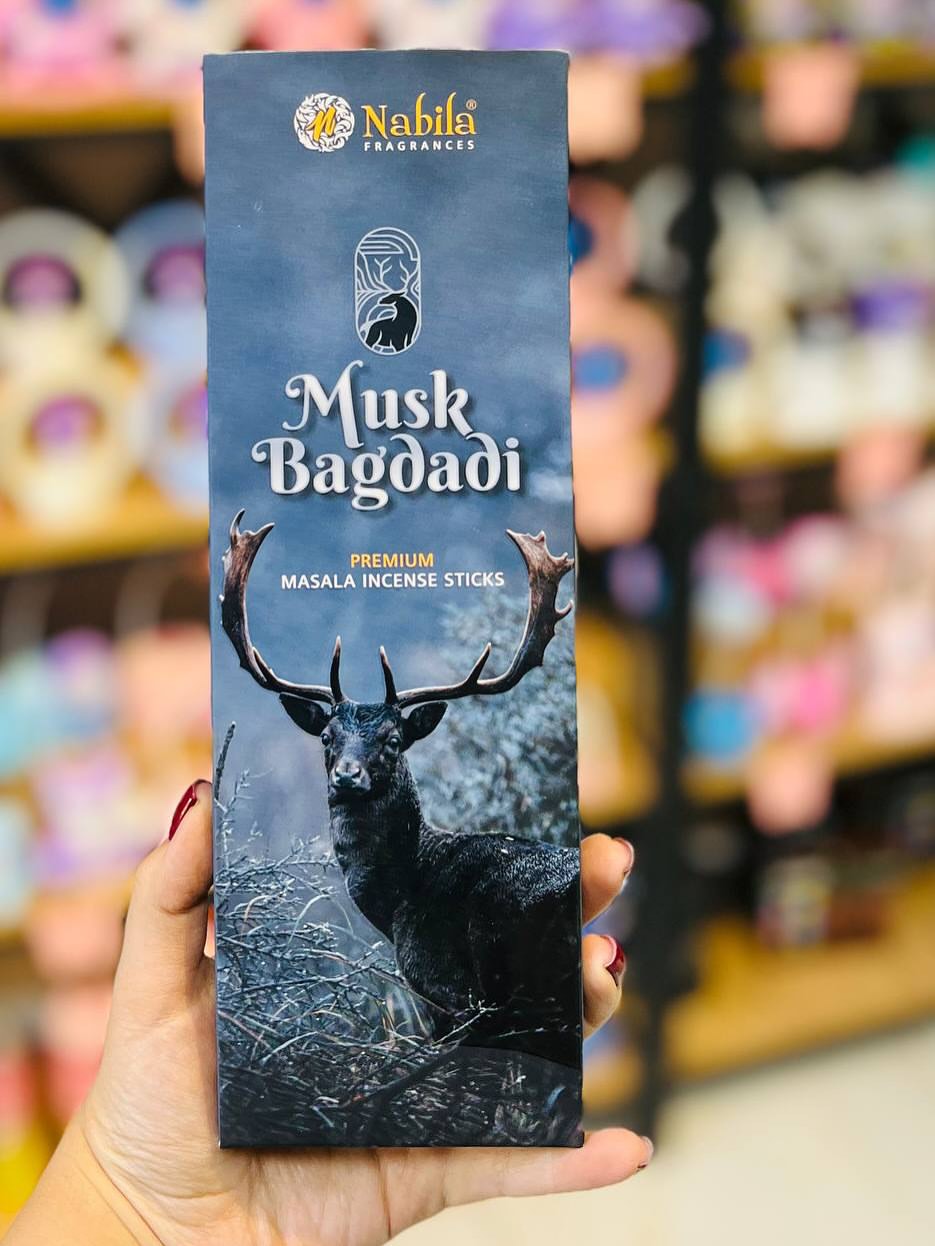 Nabila®
FRAGRANCES
Musk
Bagdadi
PREMIUM
MASALA INCENSE STICKS